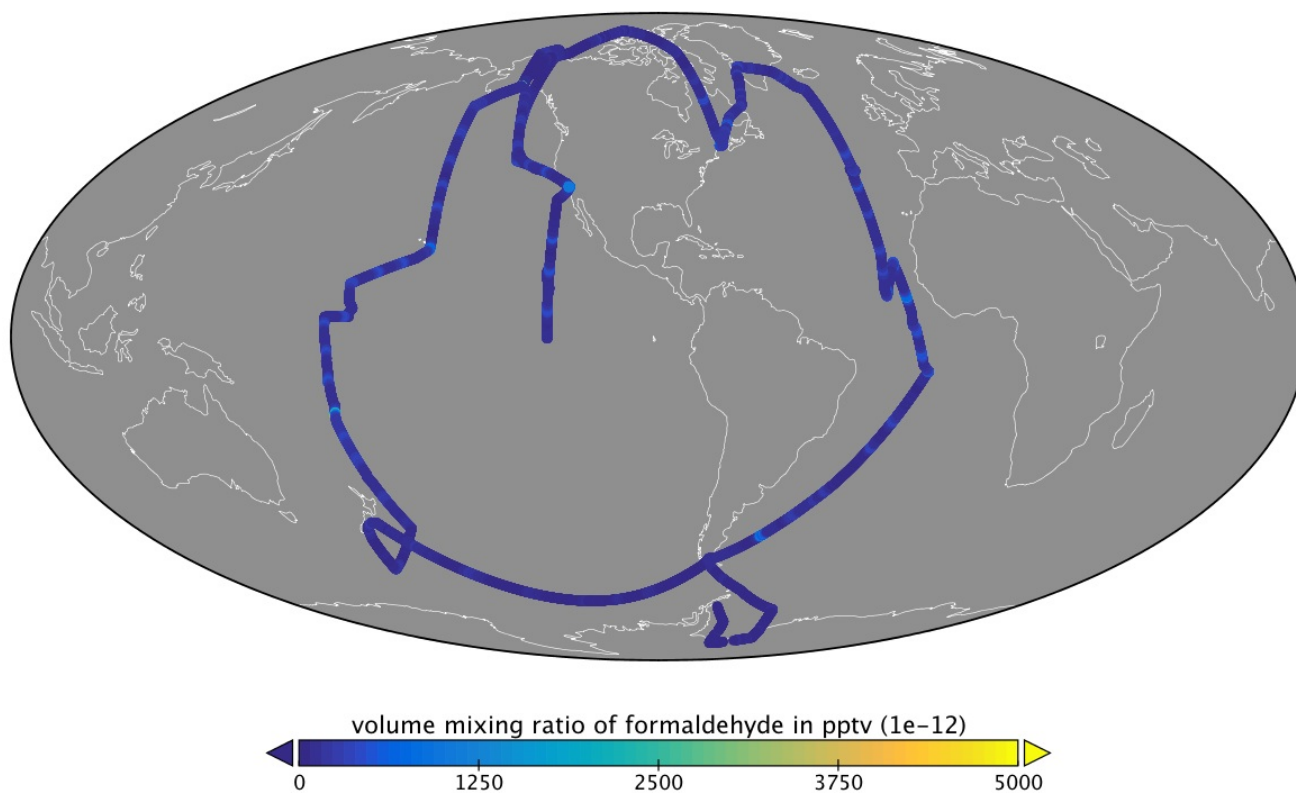 volume mixing ratio of formaldehyde in pptv (1e−12)
0 1250 2500 3750 5000